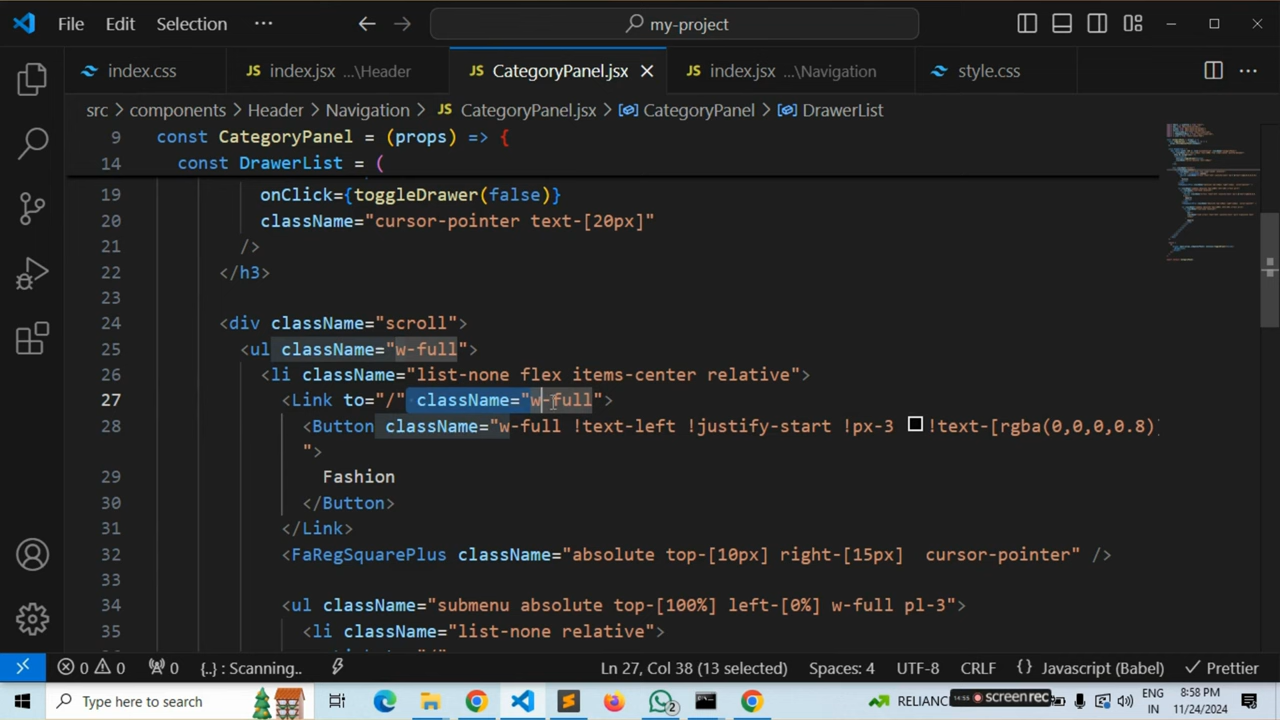 File Edit Selection ··· my-project
index.css JS index.jsx ...\Header JS CategoryPanel.jsx JS index.jsx ...\Navigation style.css ···
src > components > Header > Navigation > JS CategoryPanel.jsx > CategoryPanel > DrawerList
9 const CategoryPanel = (props) => {
14 const DrawerList = (
19 onClick={toggleDrawer(false)}
20 className="cursor-pointer text-[20px]"
21 />
22 </h3>
23
24 <div className="scroll">
25 <ul className="w-full">
26 <li className="list-none flex items-center relative">
27 <Link to="/" className="w-full">
28 <Button className="w-full !text-left !justify-start !px-3 !text-[rgba(0,0,0,0.8)]
">
29 Fashion
30 </Button>
31 </Link>
32 <FaRegSquarePlus className="absolute top-[10px] right-[15px]  cursor-pointer" />
33
34 <ul className="submenu absolute top-[100%] left-[0%] w-full pl-3">
35 <li className="list-none relative">
0 0 0 {..} : Scanning.. Ln 27, Col 38 (13 selected) Spaces: 4 UTF-8 CRLF {} Javascript (Babel) Prettier
Type here to search 2 RELIANC 14:55 screen rec ENG IN 8:58 PM 11/24/2024